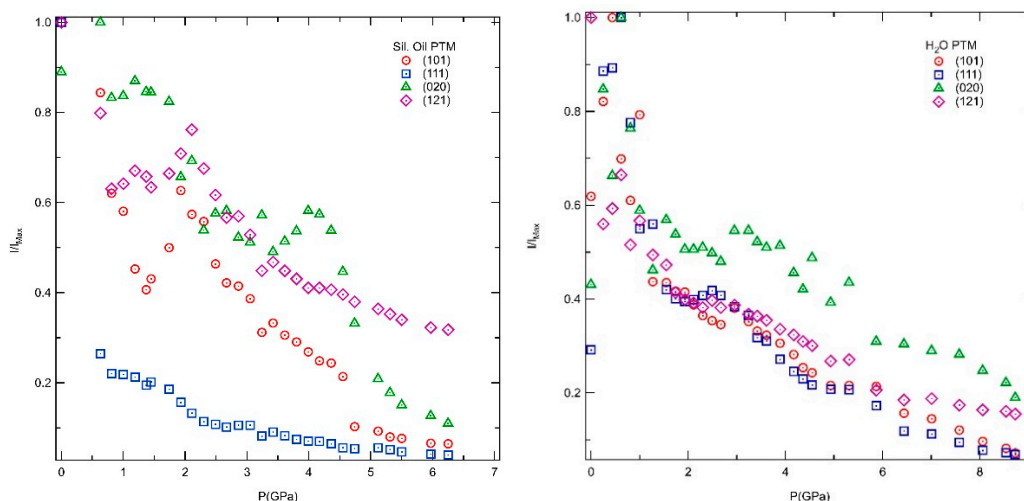 1.0
0.8
0.6
0.4
0.2
I/I_Max
Sil. Oil PTM
(101)
(111)
(020)
(121)
0 1 2 3 4 5 6 7
P(GPa)
1.0
0.8
0.6
0.4
0.2
I/I_Max
H₂O PTM
(101)
(111)
(020)
(121)
0 2 4 6 8
P(GPa)